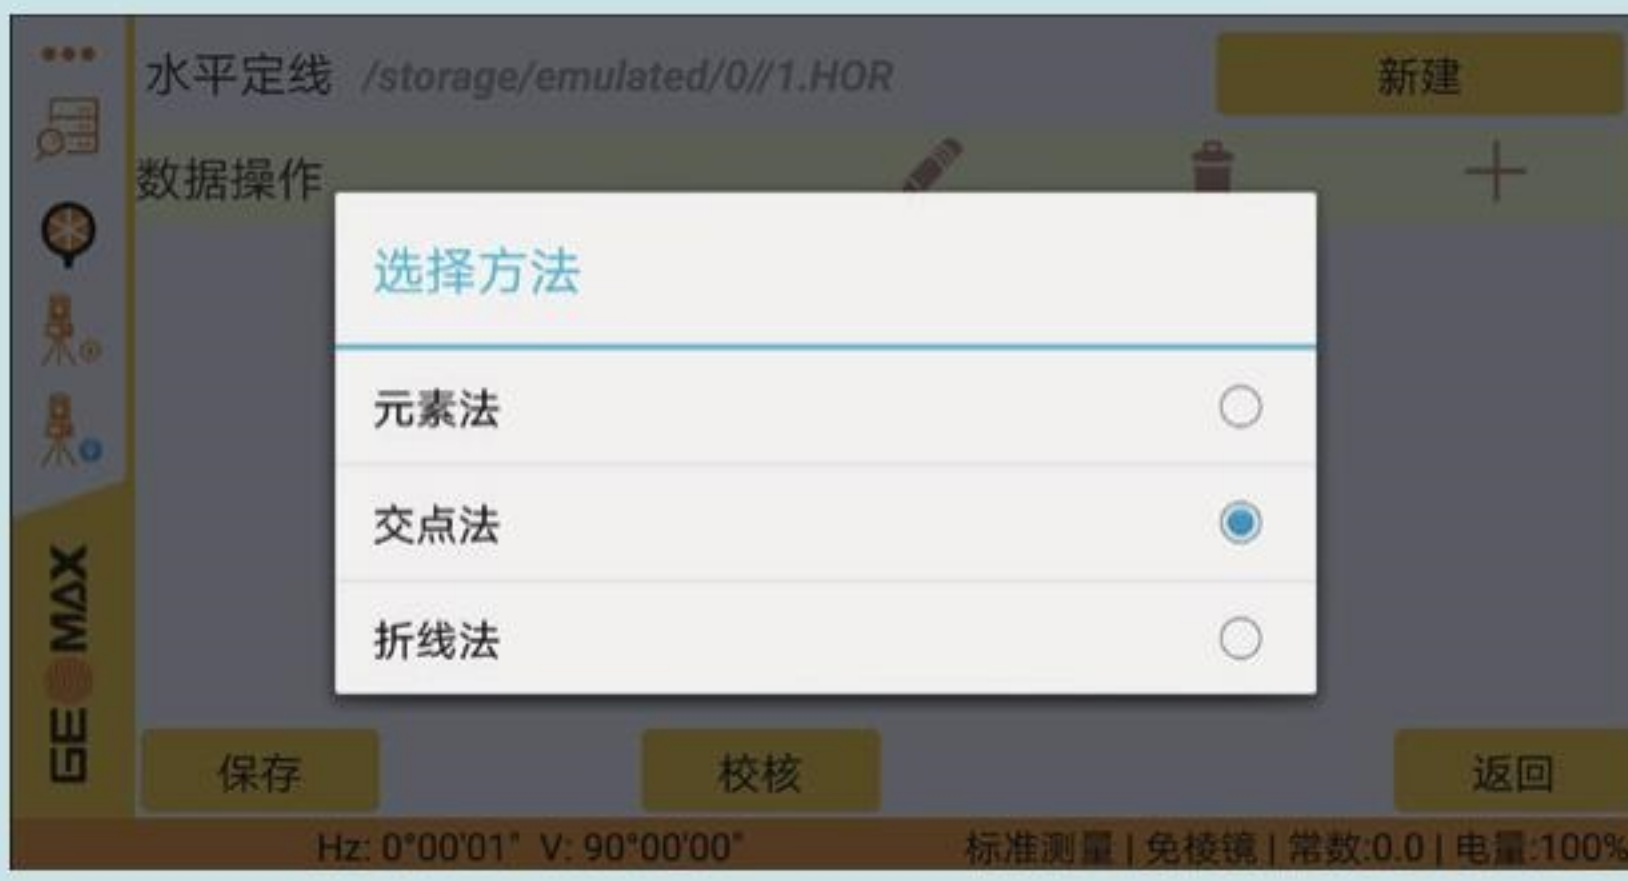 水平定线 /storage/emulated/0//1.HOR 新建
数据操作
选择方法
元素法
交点法
折线法
GEOMAX
保存 校核 返回
Hz: 0°00'01" V: 90°00'00" 标准测量 | 免棱镜 | 常数:0.0 | 电量:100%